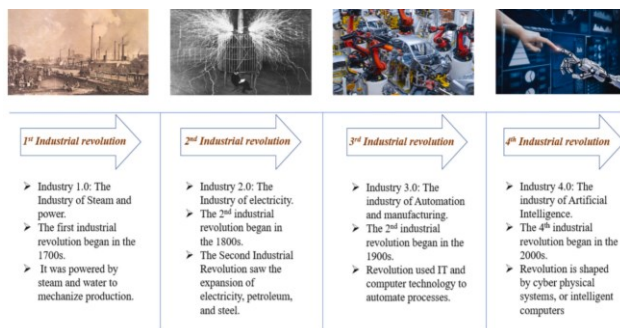 1st Industrial revolution
Industry 1.0: The
Industry of Steam and
power.
The first industrial
revolution began in the
1700s.
It was powered by
steam and water to
mechanize production.
2nd Industrial revolution
Industry 2.0: The
Industry of electricity.
The 2nd industrial
revolution began in
the 1800s.
The Second Industrial
Revolution saw the
expansion of
electricity, petroleum,
and steel.
3rd Industrial revolution
Industry 3.0: The
industry of Automation
and manufacturing.
The 2nd industrial
revolution began in the
1900s.
Revolution used IT and
computer technology to
automate processes.
4th Industrial revolution
Industry 4.0: The
industry of Artificial
Intelligence.
The 4th industrial
revolution began in the
2000s.
Revolution is shaped
by cyber physical
systems, or intelligent
computers